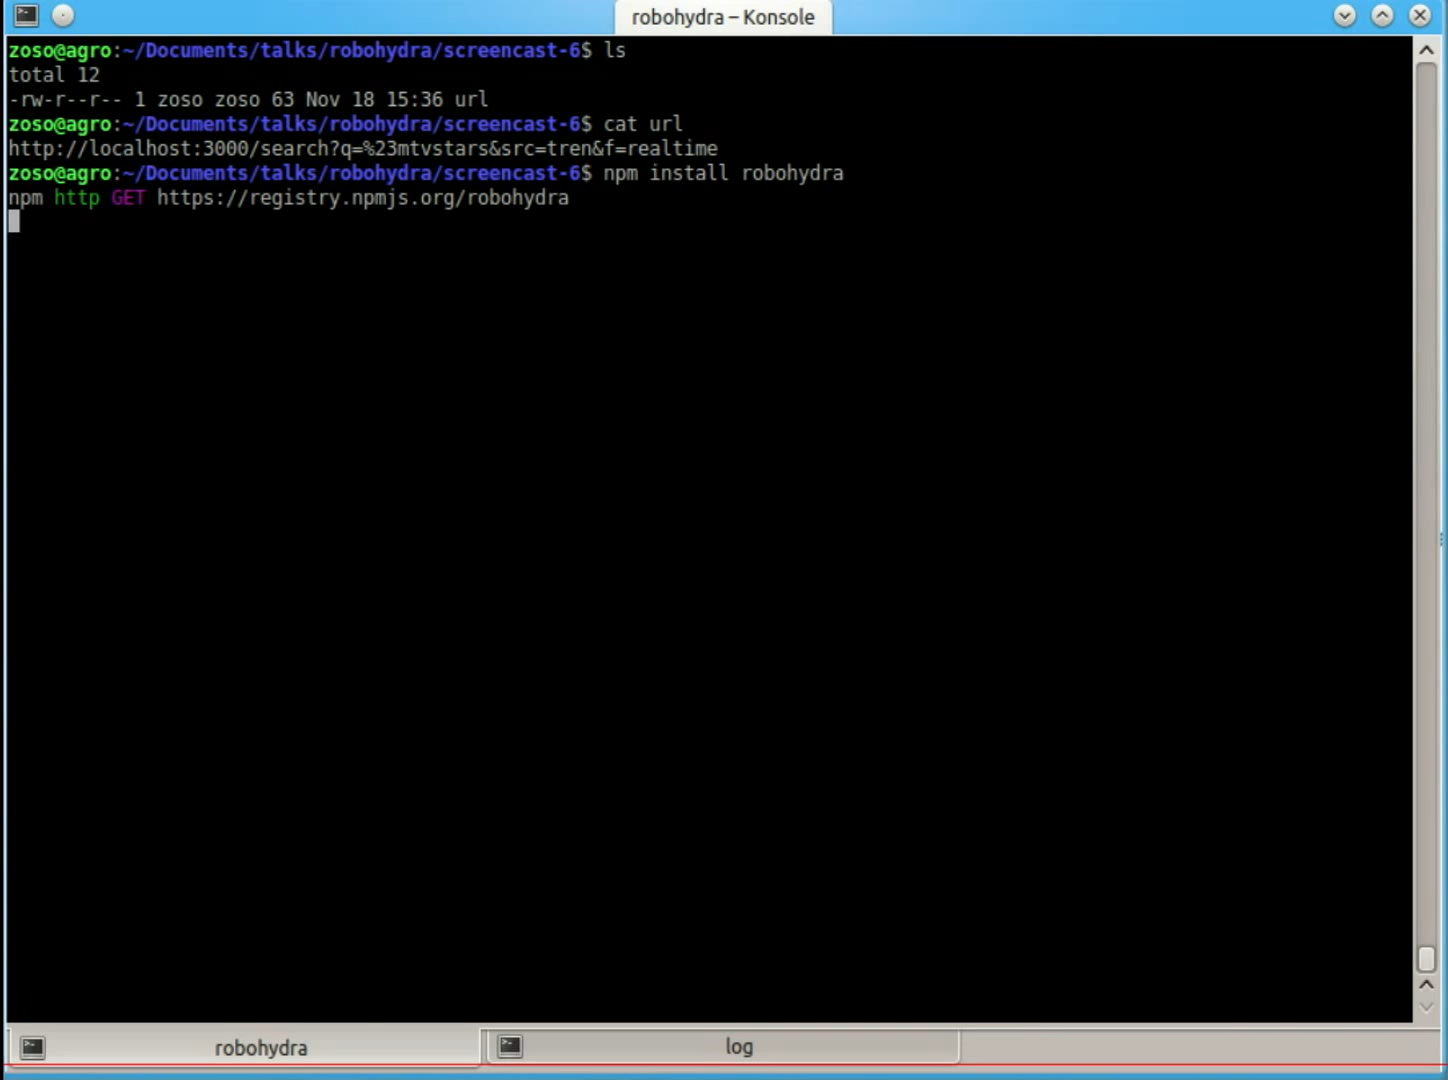 robohydra – Konsole
zoso@agro:~/Documents/talks/robohydra/screencast-6$ ls
total 12
-rw-r--r-- 1 zoso zoso 63 Nov 18 15:36 url
zoso@agro:~/Documents/talks/robohydra/screencast-6$ cat url
http://localhost:3000/search?q=%23mtvstars&src=tren&f=realtime
zoso@agro:~/Documents/talks/robohydra/screencast-6$ npm install robohydra
npm http GET https://registry.npmjs.org/robohydra
robohydra
log